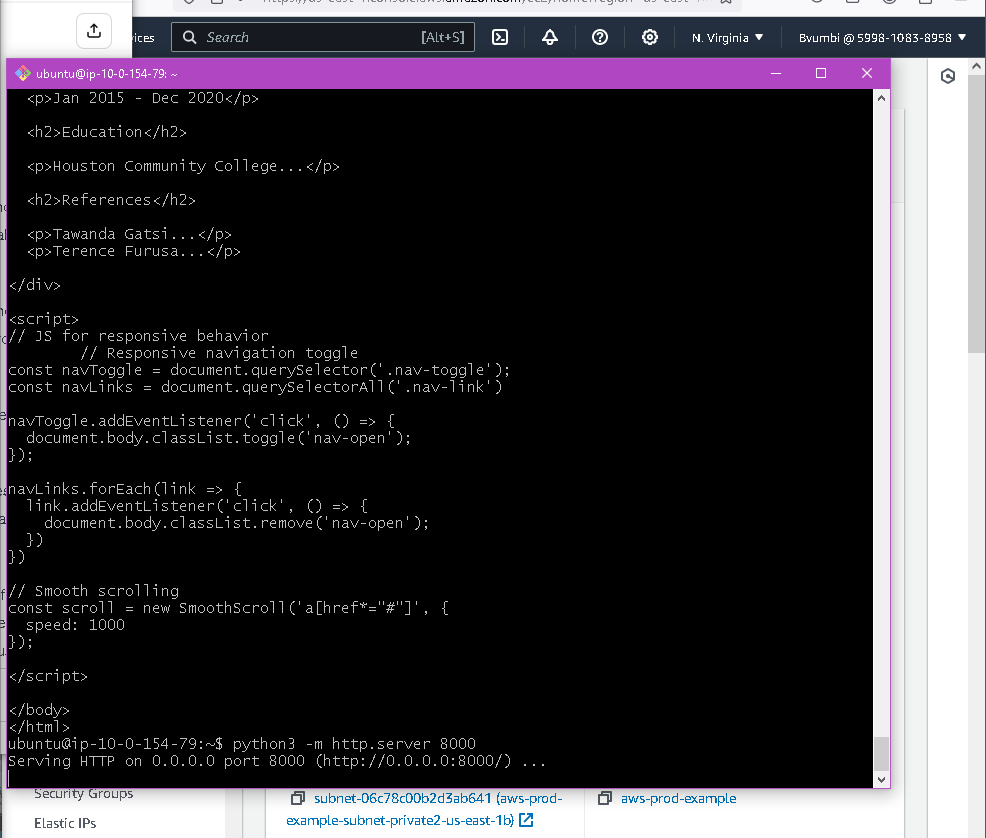 vices
Search
[Alt+S]
N. Virginia
Bvumbi @ 5998-1083-8958
ubuntu@ip-10-0-154-79: ~
<p>Jan 2015 - Dec 2020</p>
<h2>Education</h2>
<p>Houston Community College...</p>
<h2>References</h2>
<p>Tawanda Gatsi...</p>
<p>Terence Furusa...</p>
</div>
<script>
// JS for responsive behavior
// Responsive navigation toggle
const navToggle = document.querySelector('.nav-toggle');
const navLinks = document.querySelectorAll('.nav-link')
navToggle.addEventListener('click', () => {
document.body.classList.toggle('nav-open');
});
navLinks.forEach(link => {
link.addEventListener('click', () => {
document.body.classList.remove('nav-open');
})
})
// Smooth scrolling
const scroll = new SmoothScroll('a[href*="#"]', {
speed: 1000
});
</script>
</body>
</html>
ubuntu@ip-10-0-154-79:~$ python3 -m http.server 8000
Serving HTTP on 0.0.0.0 port 8000 (http://0.0.0.0:8000/) ...
Security Groups
Elastic IPs
subnet-06c78c00b2d3ab641 (aws-prod-
example-subnet-private2-us-east-1b)
aws-prod-example